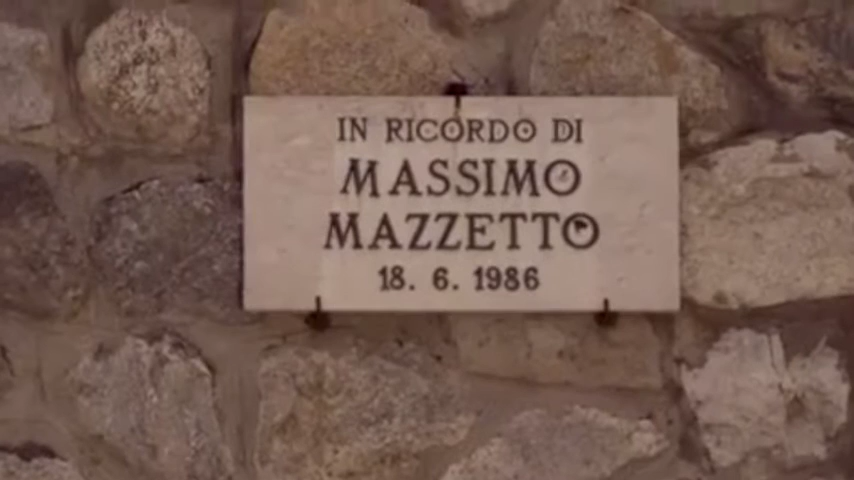 IN RICORDO DI
MASSIMO
MAZZETTO
18. 6. 1986